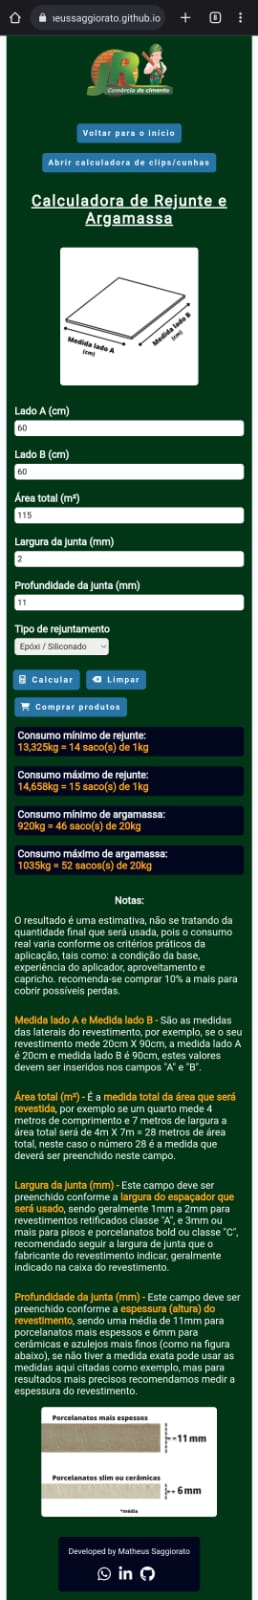 eussaggiorato.github.io
8
JR
Comércio de cimento
Voltar para o início
Abrir calculadora de clips/cunhas
Calculadora de Rejunte e
Argamassa
Medida lado A
(cm)
Medida lado B
(cm)
Lado A (cm)
60
Lado B (cm)
60
Área total (m²)
115
Largura da junta (mm)
2
Profundidade da junta (mm)
11
Tipo de rejuntamento
Epóxi / Siliconado
Calcular
Limpar
Comprar produtos
Consumo mínimo de rejunte:
13,325kg = 14 saco(s) de 1kg
Consumo máximo de rejunte:
14,658kg = 15 saco(s) de 1kg
Consumo mínimo de argamassa:
920kg = 46 saco(s) de 20kg
Consumo máximo de argamassa:
1035kg = 52 sacos(s) de 20kg
Notas:
O resultado é uma estimativa, não se tratando da
quantidade final que será usada, pois o consumo
real varia conforme os critérios práticos da
aplicação, tais como: a condição da base,
experiência do aplicador, aproveitamento e
capricho. recomenda-se comprar 10% a mais para
cobrir possíveis perdas.
Medida lado A e Medida lado B - São as medidas
das laterais do revestimento, por exemplo, se o seu
revestimento mede 20cm X 90cm, a medida lado A
é 20cm e medida lado B é 90cm, estes valores
devem ser inseridos nos campos "A" e "B".
Área total (m²) - É a medida total da área que será
revestida, por exemplo se um quarto mede 4
metros de comprimento e 7 metros de largura a
área total será de 4m X 7m = 28 metros de área
total, neste caso o número 28 é a medida que
deverá ser preenchido neste campo.
Largura da junta (mm) - Este campo deve ser
preenchido conforme a largura do espaçador que
será usado, sendo geralmente 1mm a 2mm para
revestimentos retificados classe "A", e 3mm ou
mais para pisos e porcelanatos bold ou classe "C",
recomendado seguir a largura de junta que o
fabricante do revestimento indicar, geralmente
indicado na caixa do revestimento.
Profundidade da junta (mm) - Este campo deve ser
preenchido conforme a espessura (altura) do
revestimento, sendo uma média de 11mm para
porcelanatos mais espessos e 6mm para
cerâmicas e azulejos mais finos (como na figura
abaixo), se não tiver a medida exata pode usar as
medidas aqui citadas como exemplo, mas para
resultados mais precisos recomendamos medir a
espessura do revestimento.
Porcelanatos mais espessos
11 mm
Porcelanatos slim ou cerâmicas
6 mm
*média
Developed by Matheus Saggiorato
in